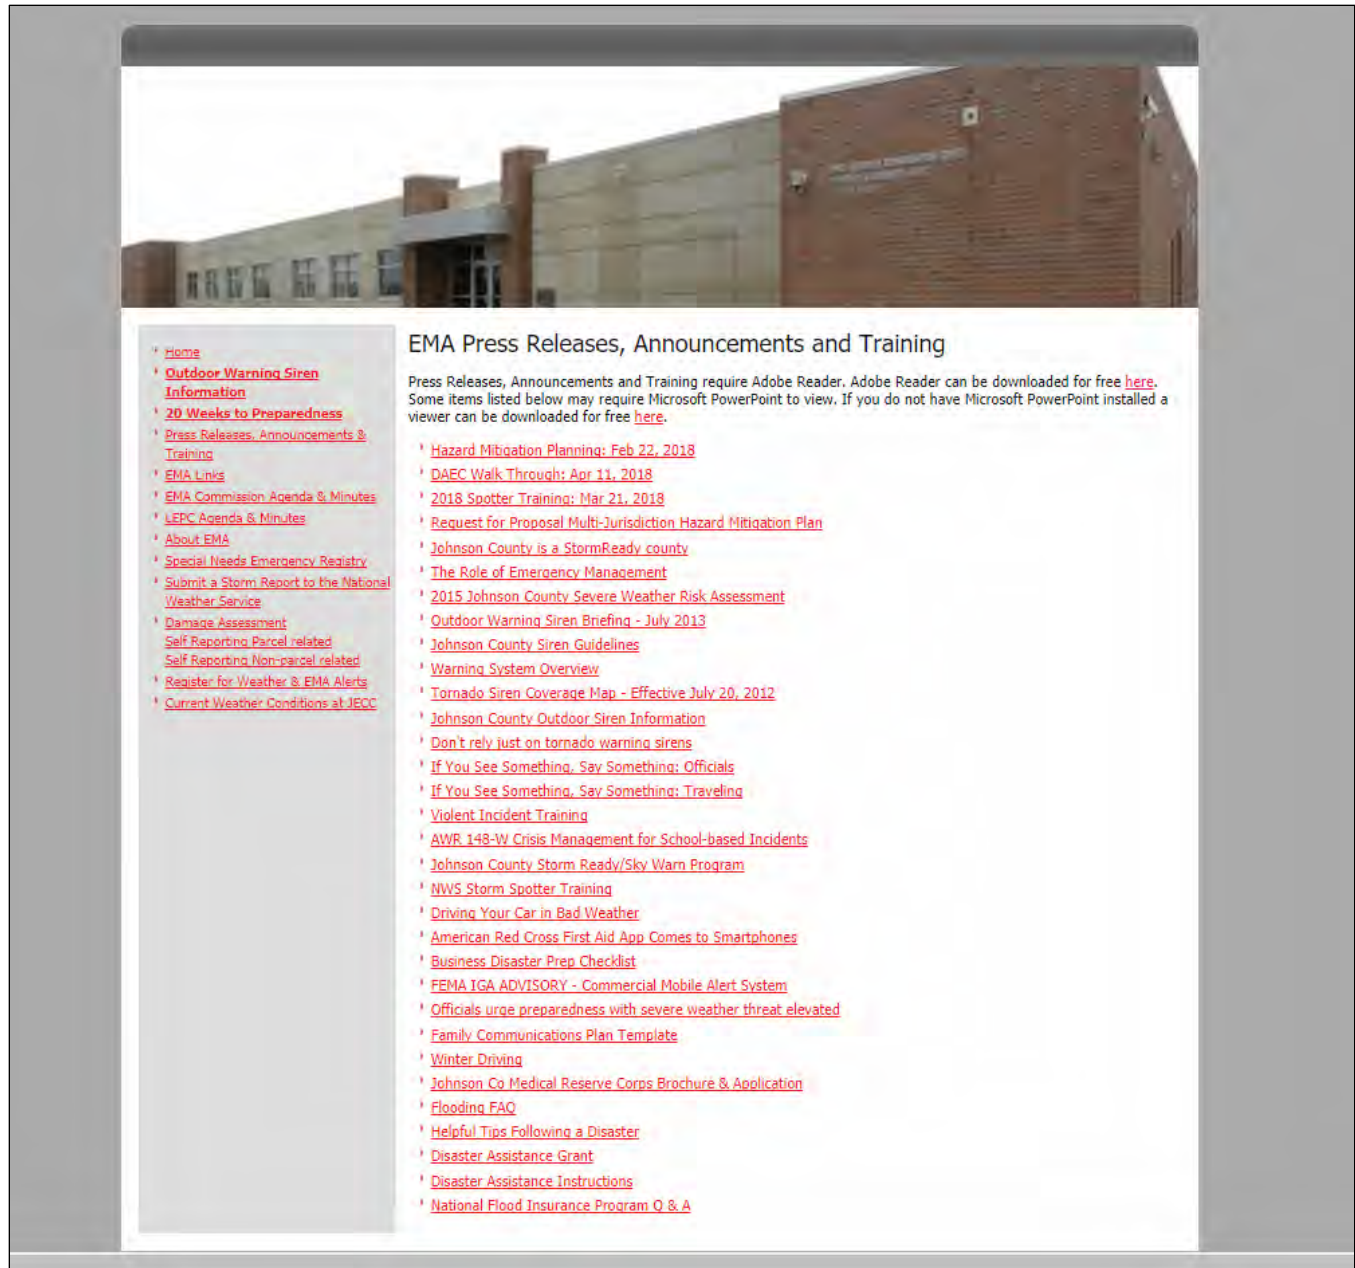 Home
Outdoor Warning Siren
Information
20 Weeks to Preparedness
Press Releases, Announcements &
Training
EMA Links
EMA Commission Agenda & Minutes
LEPC Agenda & Minutes
About EMA
Special Needs Emergency Registry
Submit a Storm Report to the National
Weather Service
Damage Assessment
Self Reporting Parcel related
Self Reporting Non-parcel related
Register for Weather & EMA Alerts
Current Weather Conditions at JECC
EMA Press Releases, Announcements and Training
Press Releases, Announcements and Training require Adobe Reader. Adobe Reader can be downloaded for free here.
Some items listed below may require Microsoft PowerPoint to view. If you do not have Microsoft PowerPoint installed a
viewer can be downloaded for free here.
Hazard Mitigation Planning: Feb 22, 2018
DAEC Walk Through: Apr 11, 2018
2018 Spotter Training: Mar 21, 2018
Request for Proposal Multi-Jurisdiction Hazard Mitigation Plan
Johnson County is a StormReady county
The Role of Emergency Management
2015 Johnson County Severe Weather Risk Assessment
Outdoor Warning Siren Briefing - July 2013
Johnson County Siren Guidelines
Warning System Overview
Tornado Siren Coverage Map - Effective July 20, 2012
Johnson County Outdoor Siren Information
Don't rely just on tornado warning sirens
If You See Something, Say Something: Officials
If You See Something, Say Something: Traveling
Violent Incident Training
AWR 148-W Crisis Management for School-based Incidents
Johnson County Storm Ready/Sky Warn Program
NWS Storm Spotter Training
Driving Your Car in Bad Weather
American Red Cross First Aid App Comes to Smartphones
Business Disaster Prep Checklist
FEMA IGA ADVISORY - Commercial Mobile Alert System
Officials urge preparedness with severe weather threat elevated
Family Communications Plan Template
Winter Driving
Johnson Co Medical Reserve Corps Brochure & Application
Flooding FAQ
Helpful Tips Following a Disaster
Disaster Assistance Grant
Disaster Assistance Instructions
National Flood Insurance Program Q & A